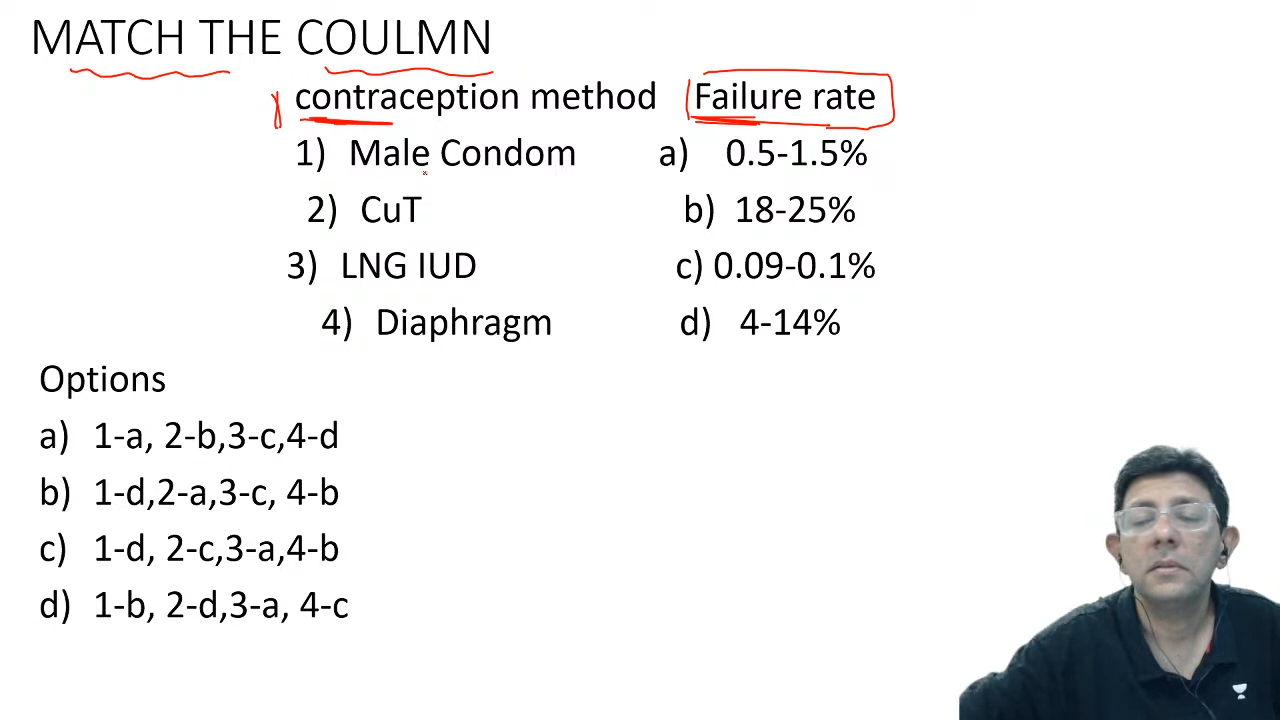 MATCH THE COULMN
contraception method Failure rate
1) Male Condom a) 0.5-1.5%
2) CuT b) 18-25%
3) LNG IUD c) 0.09-0.1%
4) Diaphragm d) 4-14%
Options
a) 1-a, 2-b,3-c,4-d
b) 1-d,2-a,3-c, 4-b
c) 1-d, 2-c,3-a,4-b
d) 1-b, 2-d,3-a, 4-c